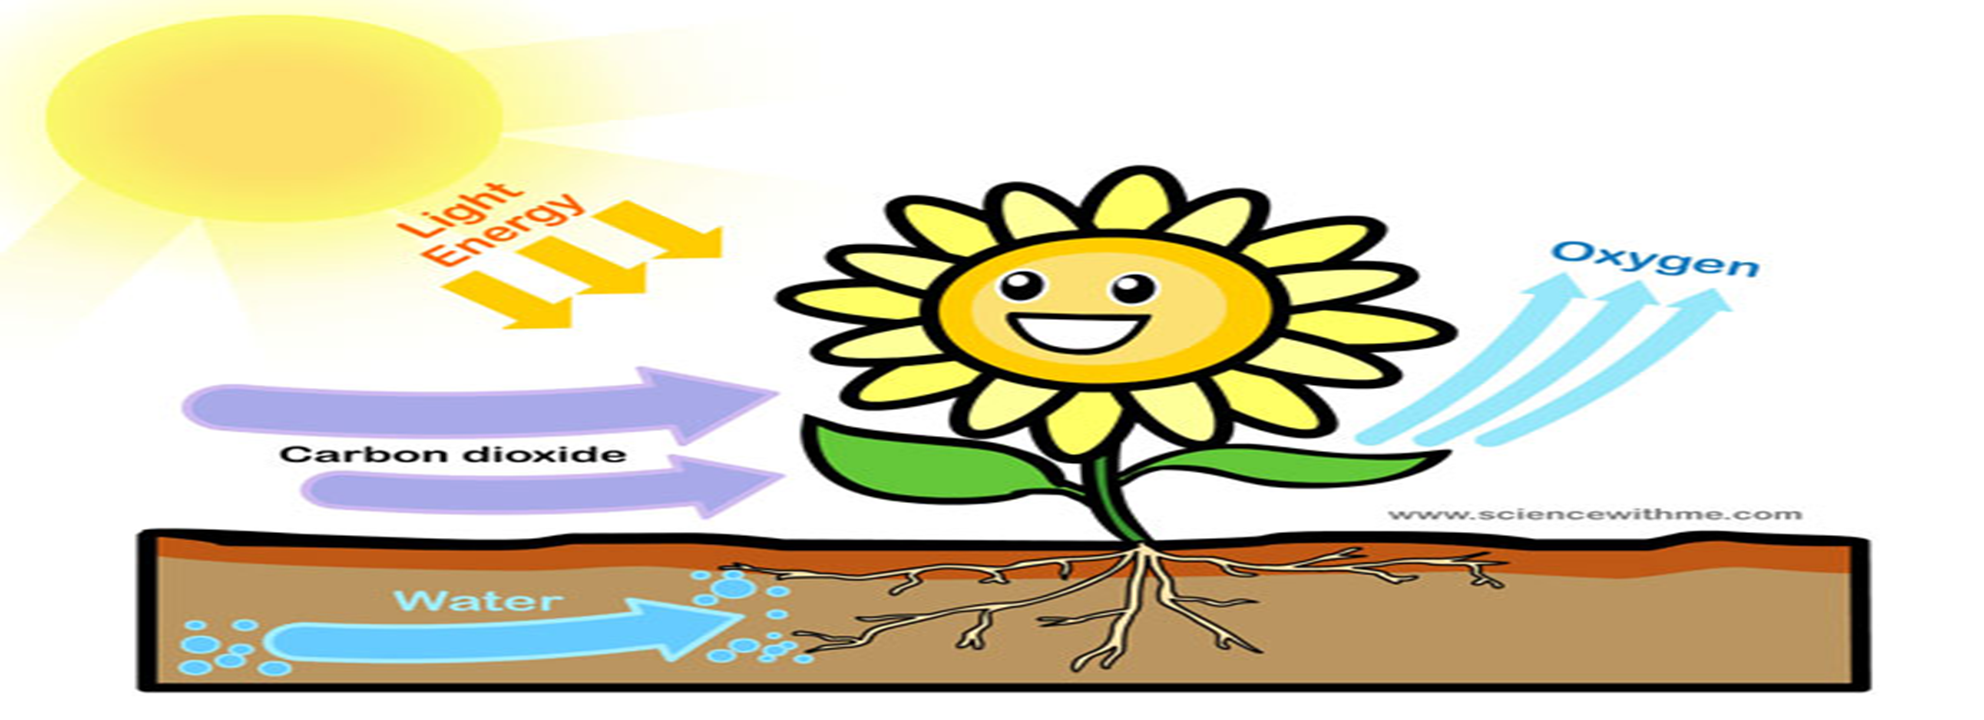 Light
Energy
Oxygen
Carbon dioxide
www.sciencewithme.com
Water